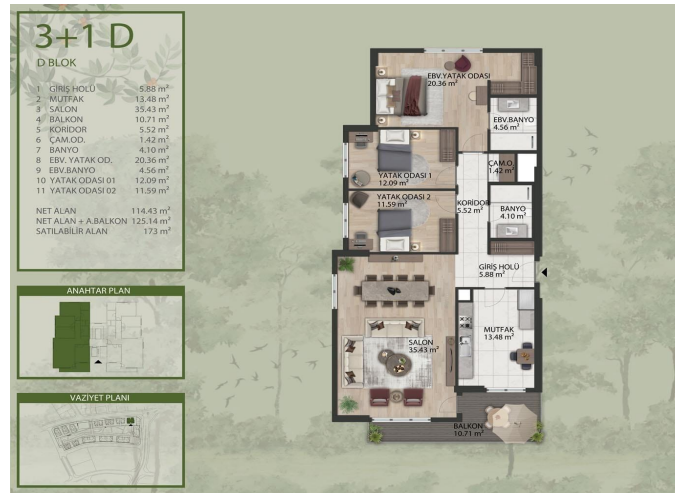 3+1 D
D BLOK
1 GİRİŞ HOLÜ 5.88 m²
2 MUTFAK 13.48 m²
3 SALON 35.43 m²
4 BALKON 10.71 m²
5 KORİDOR 5.52 m²
6 ÇAM.OD. 1.42 m²
7 BANYO 4.10 m²
8 EBV. YATAK OD. 20.36 m²
9 EBV.BANYO 4.56 m²
10 YATAK ODASI 01 12.09 m²
11 YATAK ODASI 02 11.59 m²
NET ALAN 114.43 m²
NET ALAN + A.BALKON 125.14 m²
SATILABİLİR ALAN 173 m²
ANAHTAR PLAN
VAZİYET PLANI
EBV.YATAK ODASI
20.36 m²
EBV.BANYO
4.56 m²
ÇAM.O.
1.42 m²
YATAK ODASI 1
12.09 m²
YATAK ODASI 2
11.59 m²
KORİDOR
5.52 m²
BANYO
4.10 m²
GİRİŞ HOLÜ
5.88 m²
MUTFAK
13.48 m²
SALON
35.43 m²
BALKON
10.71 m²